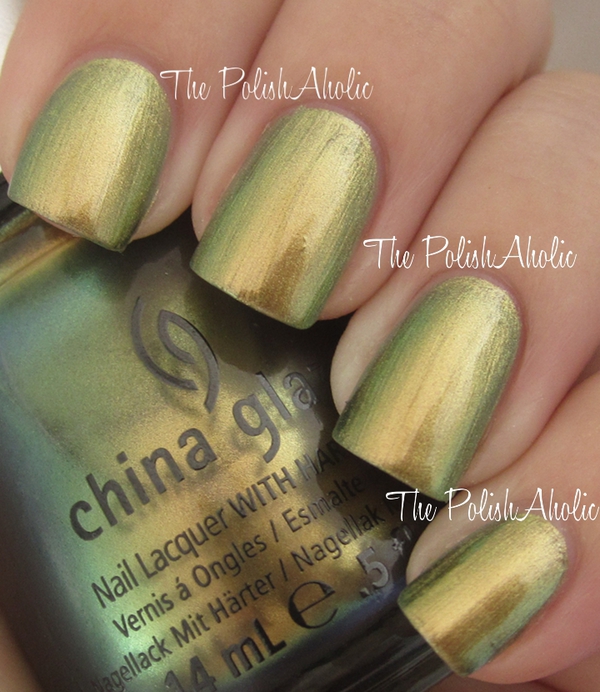 The PolishAholic
The PolishAholic
The PolishAholic
china gla
Nail Lacquer WITH HAR
Vernis á Ongles / Esmalte
Nagellack Mit Härter / Nagellak
14 mL e .5